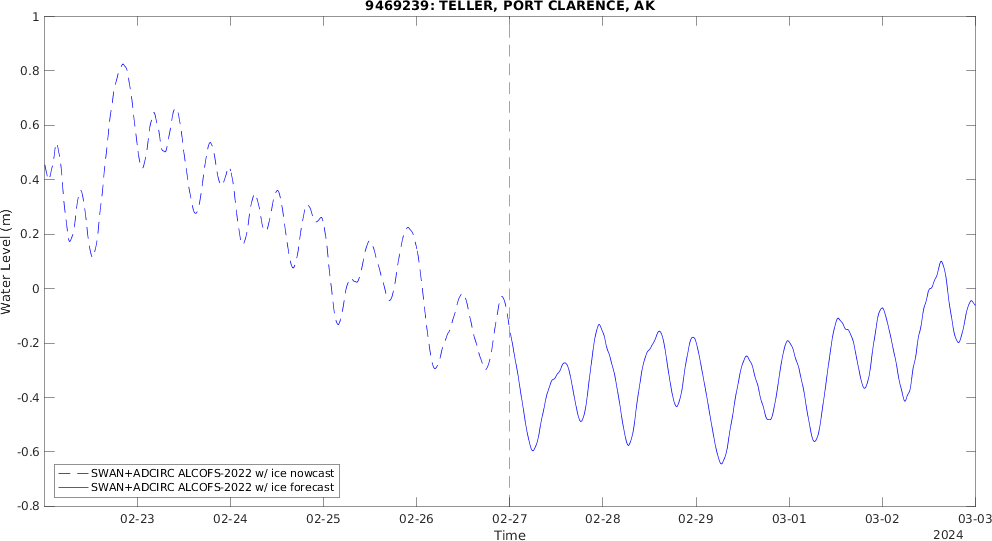 9469239: TELLER, PORT CLARENCE, AK
1
0.8
0.6
0.4
0.2
0
-0.2
-0.4
-0.6
-0.8
Water Level (m)
SWAN+ADCIRC ALCOFS-2022 w/ ice nowcast
SWAN+ADCIRC ALCOFS-2022 w/ ice forecast
02-23 02-24 02-25 02-26 02-27 02-28 02-29 03-01 03-02 03-03
Time
2024